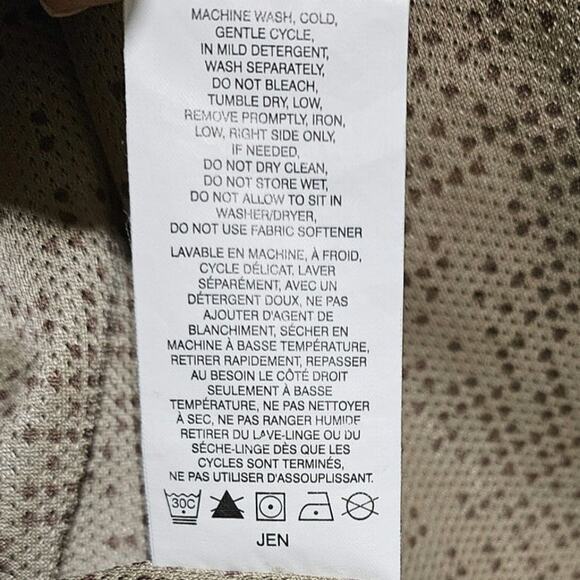 MACHINE WASH, COLD,
GENTLE CYCLE,
IN MILD DETERGENT,
WASH SEPARATELY,
DO NOT BLEACH,
TUMBLE DRY, LOW,
REMOVE PROMPTLY, IRON,
LOW, RIGHT SIDE ONLY,
IF NEEDED,
DO NOT DRY CLEAN,
DO NOT STORE WET,
DO NOT ALLOW TO SIT IN
WASHER/DRYER,
DO NOT USE FABRIC SOFTENER
LAVABLE EN MACHINE, À FROID,
CYCLE DÉLICAT. LAVER
SÉPARÉMENT, AVEC UN
DÉTERGENT DOUX, NE PAS
AJOUTER D'AGENT DE
BLANCHIMENT, SÉCHER EN
MACHINE À BASSE TEMPÉRATURE,
RETIRER RAPIDEMENT, REPASSER
AU BESOIN LE CÔTÉ DROIT
SEULEMENT À BASSE
TEMPÉRATURE, NE PAS NETTOYER
À SEC, NE PAS RANGER HUMIDE
RETIRER DU LAVE-LINGE OU DU
SÉCHE-LINGE DÈS QUE LES
CYCLES SONT TERMINÉS,
NE PAS UTILISER D'ASSOUPLISSANT.
30C
JEN